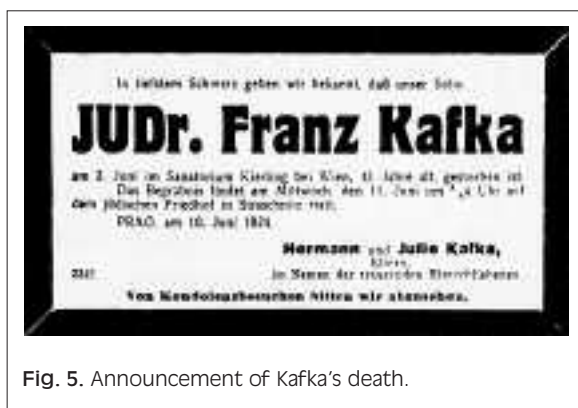 In tiefstem Schmerz geben wir bekannt, daß unser Sohn
JUDr. Franz Kafka
am 3. Juni im Sanatorium Kierling bei Wien, 41 Jahre alt, gestorben ist.
Das Begräbnis findet am Mittwoch, den 11. Juni um Uhr auf
dem jüdischen Friedhof in statt.
PRAG, am 10. Juni 1924.
Hermann und Julie Kafka,
Eltern,
im Namen der trauernden Hinterbliebenen
Von Kondolenzbesuchen bitten wir abzusehen.
Fig. 5. Announcement of Kafka's death.